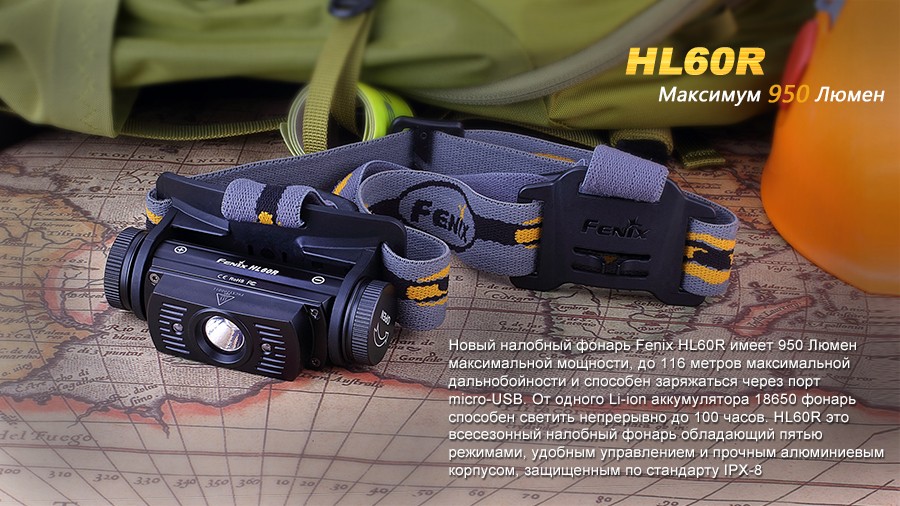 HL60R
Максимум 950 Люмен
FENIX
FENIX
FENIX HL60R
CE RoHS FC
OPEN
Новый налобный фонарь Fenix HL60R имеет 950 Люмен
максимальной мощности, до 116 метров максимальной
дальнобойности и способен заряжаться через порт
micro-USB. От одного Li-ion аккумулятора 18650 фонарь
способен светить непрерывно до 100 часов. HL60R это
всесезонный налобный фонарь обладающий пятью
режимами, удобным управлением и прочным алюминиевым
корпусом, защищенным по стандарту IPX-8
del Fuego